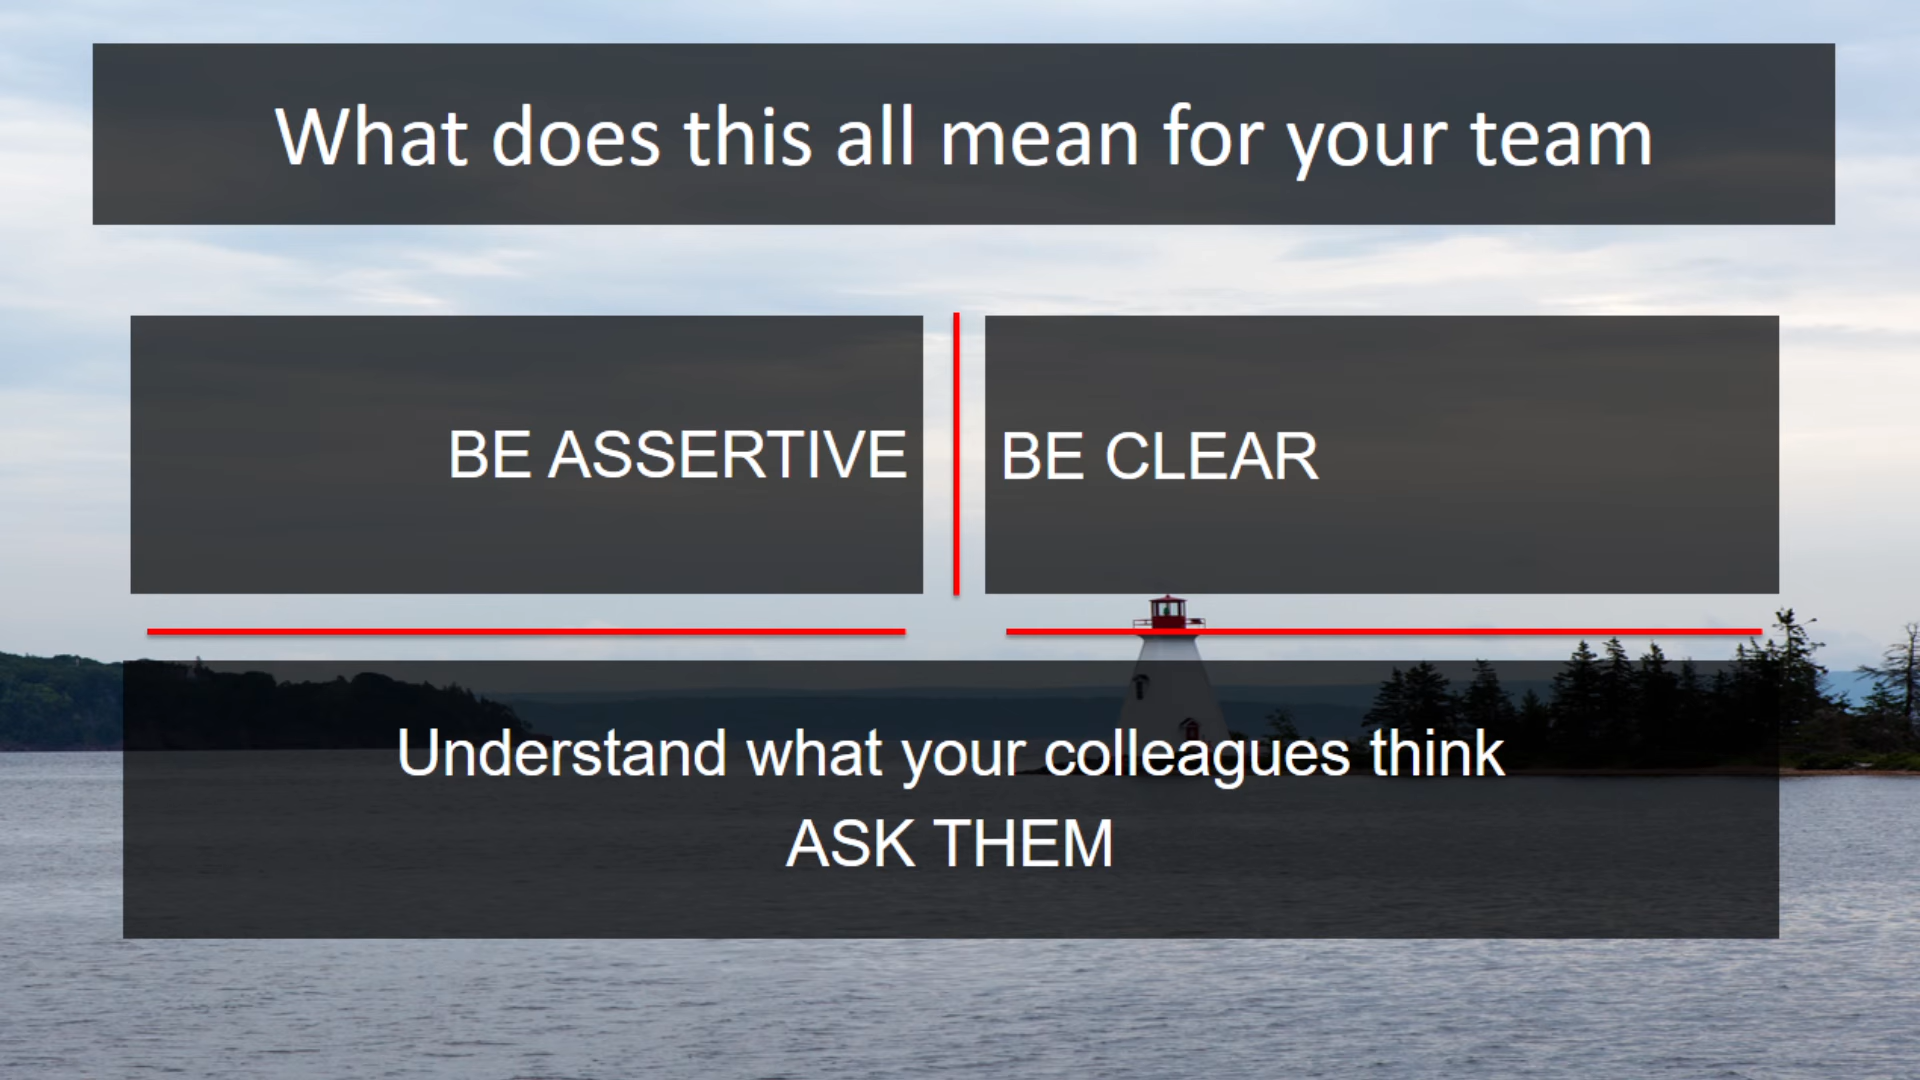 What does this all mean for your team
BE ASSERTIVE
BE CLEAR
Understand what your colleagues think
ASK THEM